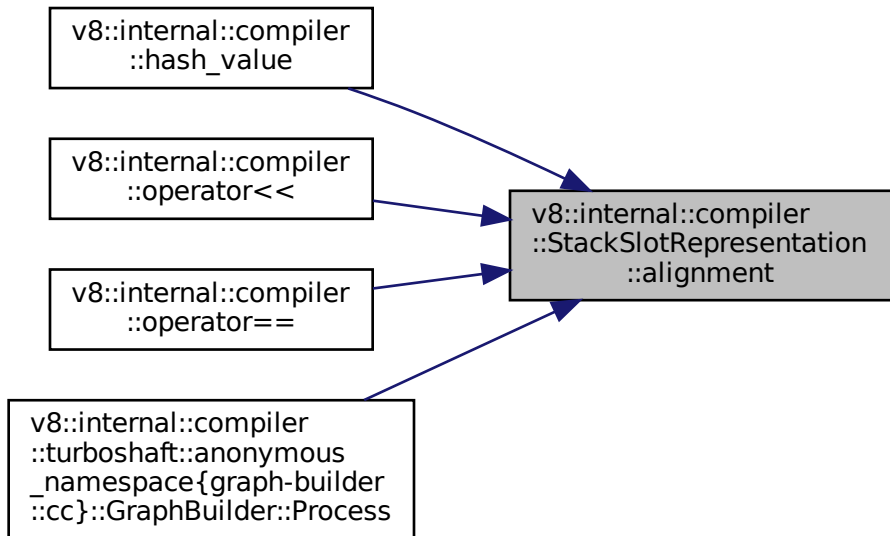 v8::internal::compiler
::hash_value
v8::internal::compiler
::operator<<
v8::internal::compiler
::StackSlotRepresentation
::alignment
v8::internal::compiler
::operator==
v8::internal::compiler
::turboshaft::anonymous
_namespace{graph-builder
::cc}::GraphBuilder::Process